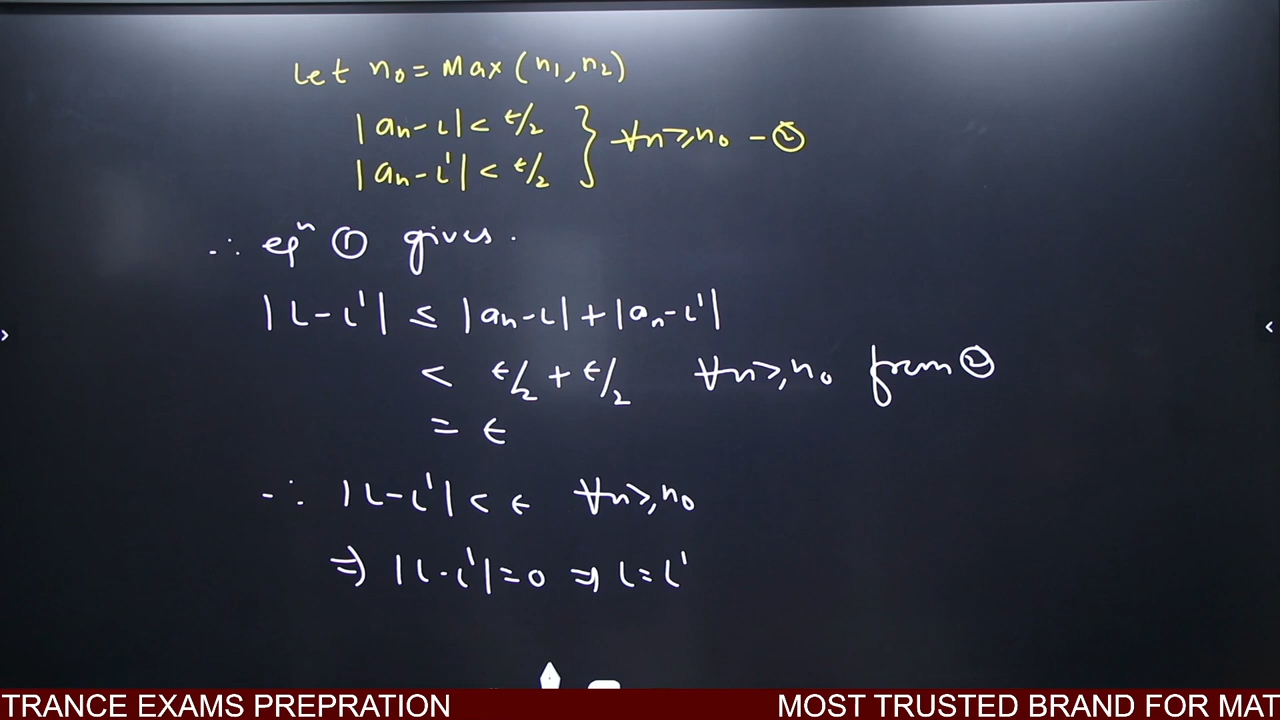 Let n₀ = Max (n₁, n₂)
|aₙ - l| < ϵ/2
|aₙ - l'| < ϵ/2 } ∀n≥n₀ - ②
∴ eqⁿ ① gives.
|l - l'| ≤ |aₙ - l| + |aₙ - l'|
< ϵ/2 + ϵ/2 ∀n≥n₀ from ②
= ϵ
∴ |l - l'| < ϵ ∀n≥n₀
⇒ |l - l'| = 0 ⇒ l = l'
TRANCE EXAMS PREPRATION MOST TRUSTED BRAND FOR MAT